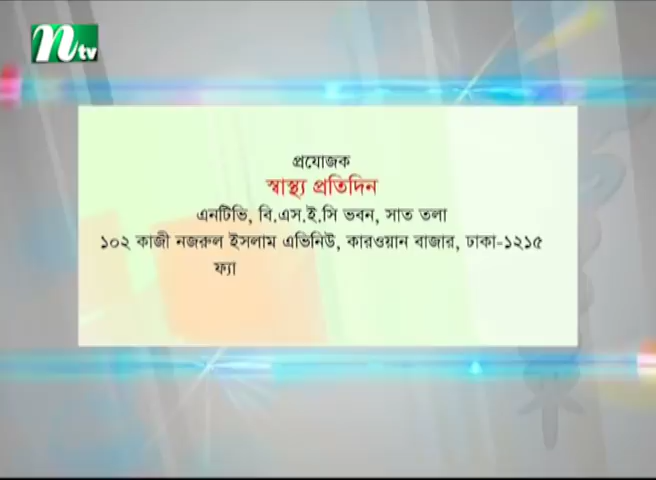 ntv
প্রযোজক
স্বাস্থ্য প্রতিদিন
এনটিভি, বি.এস.ই.সি ভবন, সাত তলা
১০২ কাজী নজরুল ইসলাম এভিনিউ, কারওয়ান বাজার, ঢাকা-১২১৫
ফ্যা